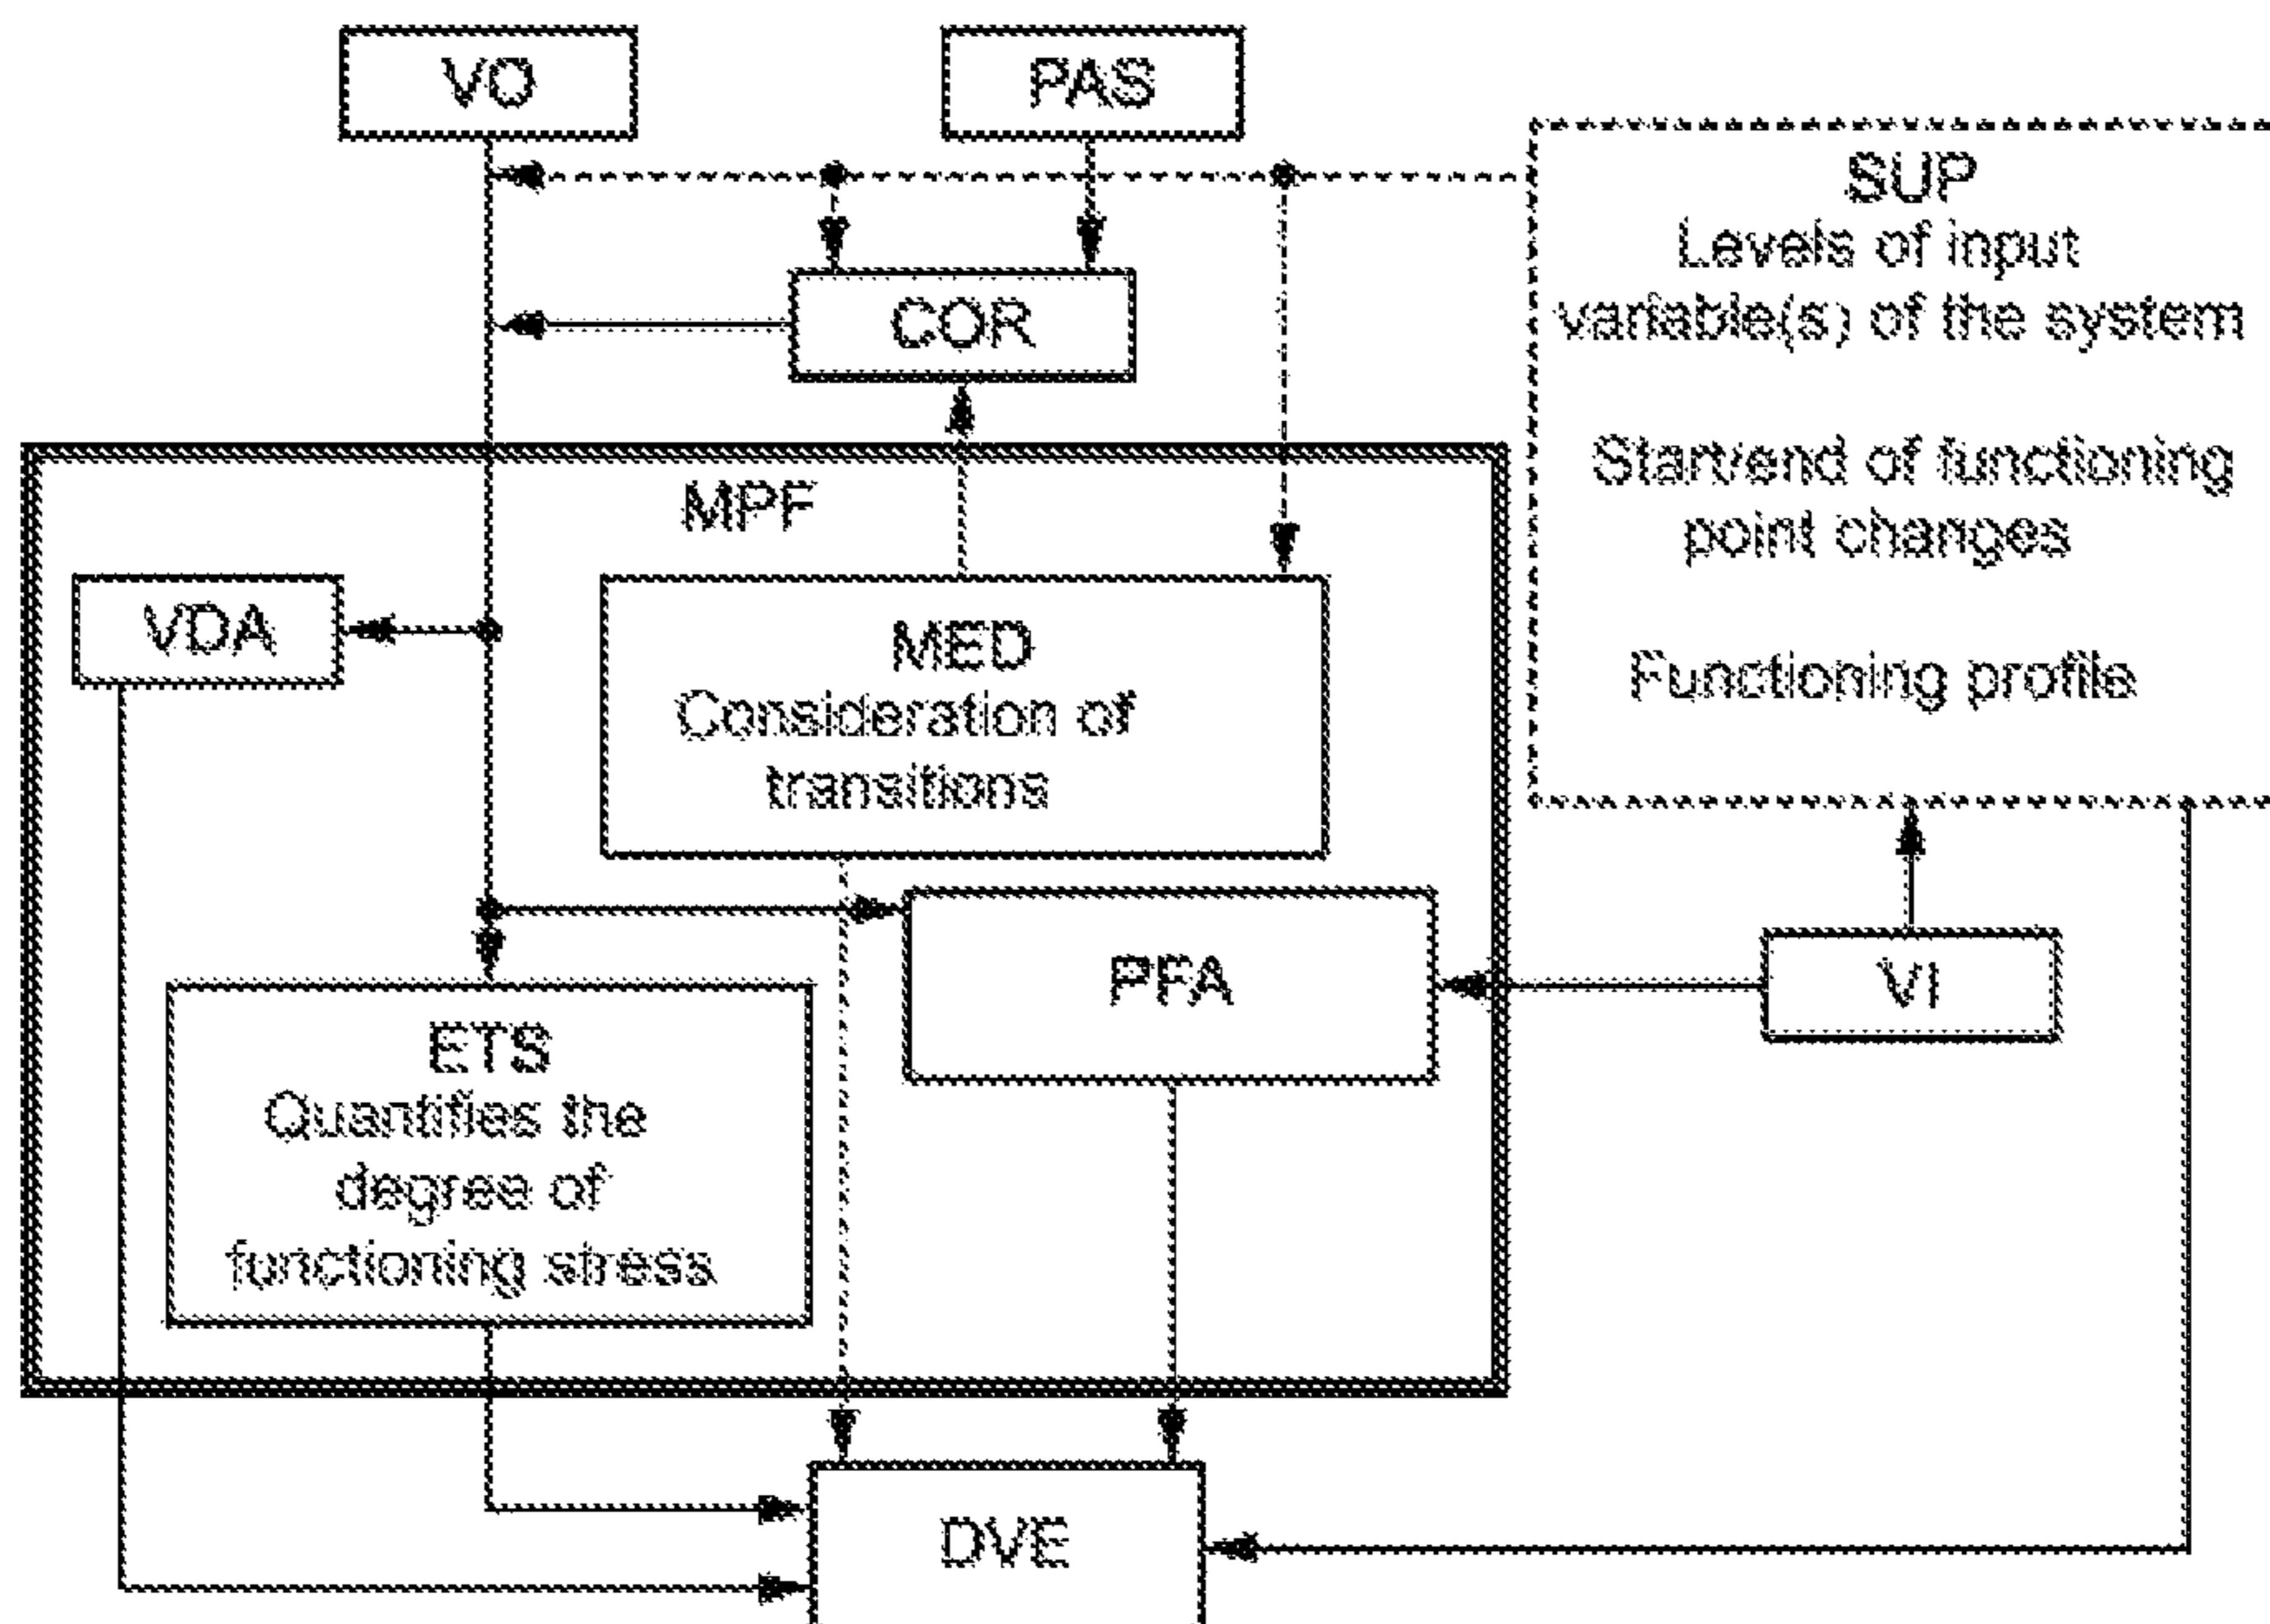 VO
PAS
SUP
Levels of input
variable(s) of the system
Start/end of functioning
point changes
Functioning profile
COR
MPF
VDA
MED
Consideration of
transitions
PFA
VI
ETS
Quantifies the
degree of
functioning stress
DVE